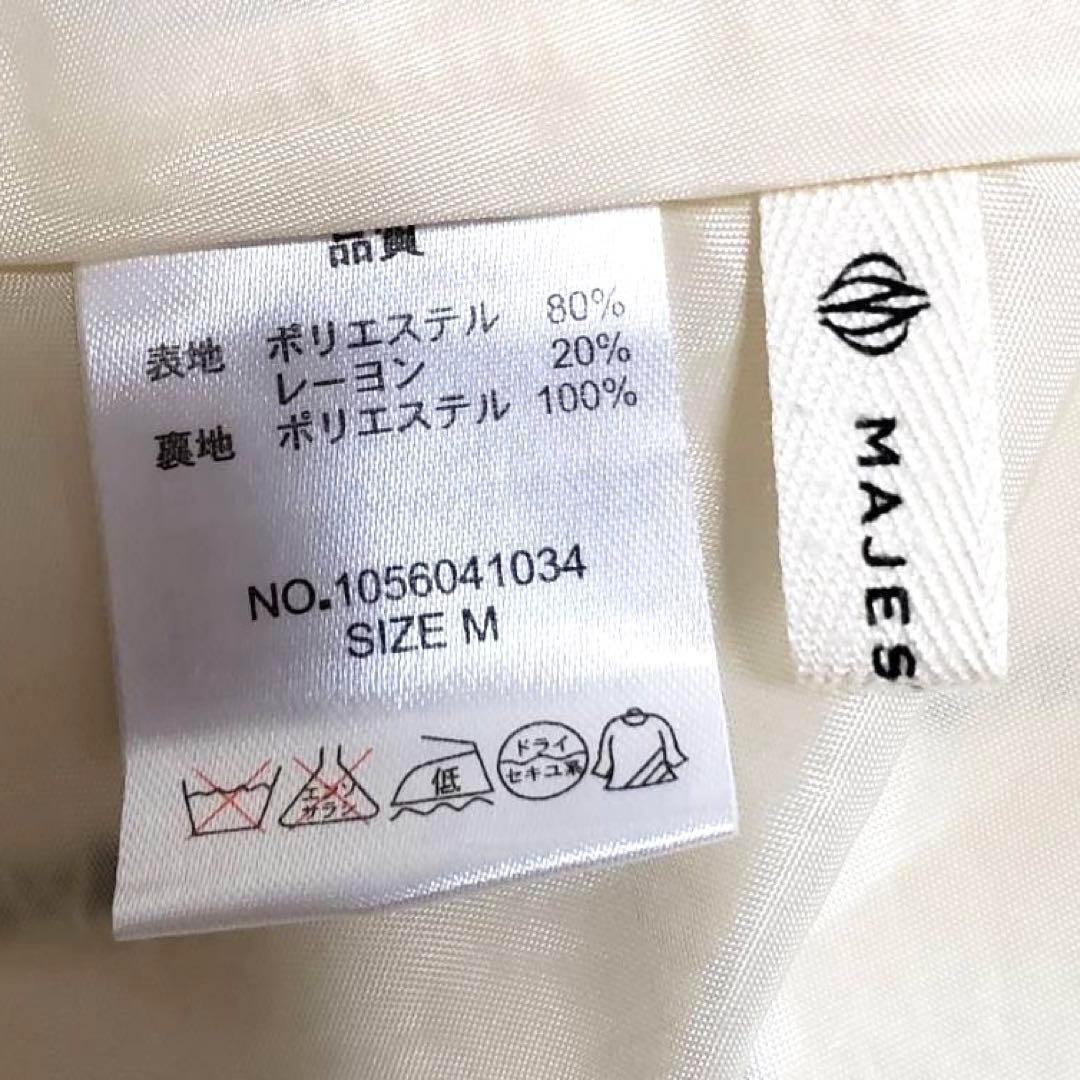 品質
表地 ポリエステル 80%
レーヨン 20%
裏地 ポリエステル 100%
NO.1056041034
SIZE M
エンソ
サラシ
低
ドライ
セキユ系
MAJES